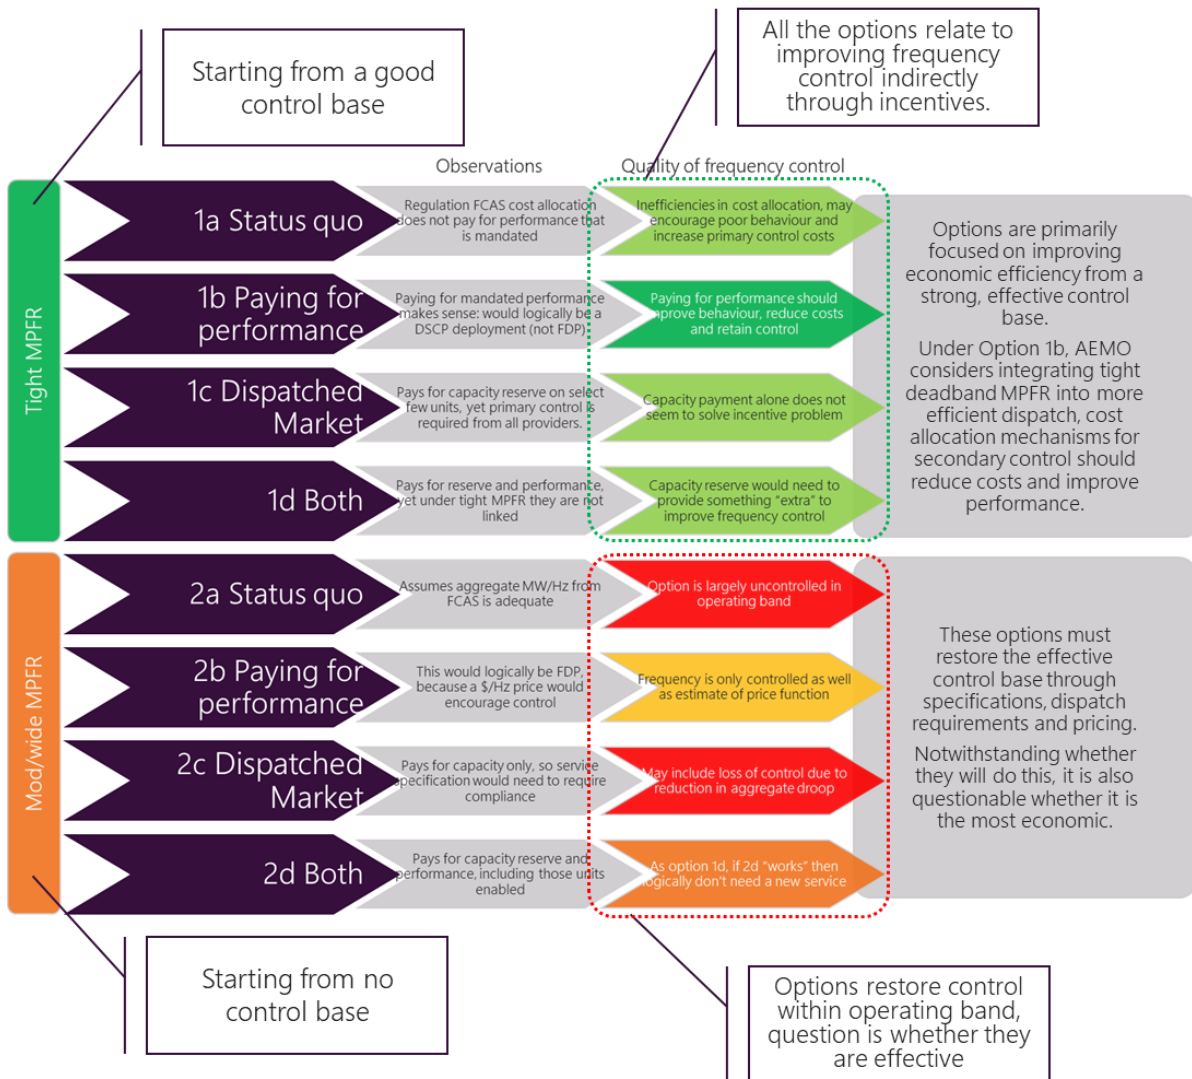 Starting from a good
control base
All the options relate to
improving frequency
control indirectly
through incentives.
Observations
Quality of frequency control
Tight MPFR
1a Status quo
Regulation FCAS cost allocation
does not pay for performance that
is mandated
Inefficiencies in cost allocation, may
encourage poor behaviour and
increase primary control costs
1b Paying for
performance
Paying for mandated performance
makes sense: would logically be a
DSCP deployment (not FDP)
Paying for performance should
improve behaviour, reduce costs
and retain control
1c Dispatched
Market
Pays for capacity reserve on select
few units, yet primary control is
required from all providers.
Capacity payment alone does not
seem to solve incentive problem
1d Both
Pays for reserve and performance,
yet under tight MPFR they are not
linked
Capacity reserve would need to
provide something "extra" to
improve frequency control
Options are primarily
focused on improving
economic efficiency from a
strong, effective control
base.
Under Option 1b, AEMO
considers integrating tight
deadband MPFR into more
efficient dispatch, cost
allocation mechanisms for
secondary control should
reduce costs and improve
performance.
Mod/wide MPFR
2a Status quo
Assumes aggregate MW/Hz from
FCAS is adequate
Option is largely uncontrolled in
operating band
2b Paying for
performance
This would logically be FDP,
because a $/Hz price would
encourage control
Frequency is only controlled as well
as estimate of price function
2c Dispatched
Market
Pays for capacity only, so service
specification would need to require
compliance
May include loss of control due to
reduction in aggregate droop
2d Both
Pays for capacity reserve and
performance, including those units
enabled
As option 1d, if 2d "works" then
logically don't need a new service
These options must
restore the effective
control base through
specifications, dispatch
requirements and pricing.
Notwithstanding whether
they will do this, it is also
questionable whether it is
the most economic.
Starting from no
control base
Options restore control
within operating band,
question is whether they
are effective